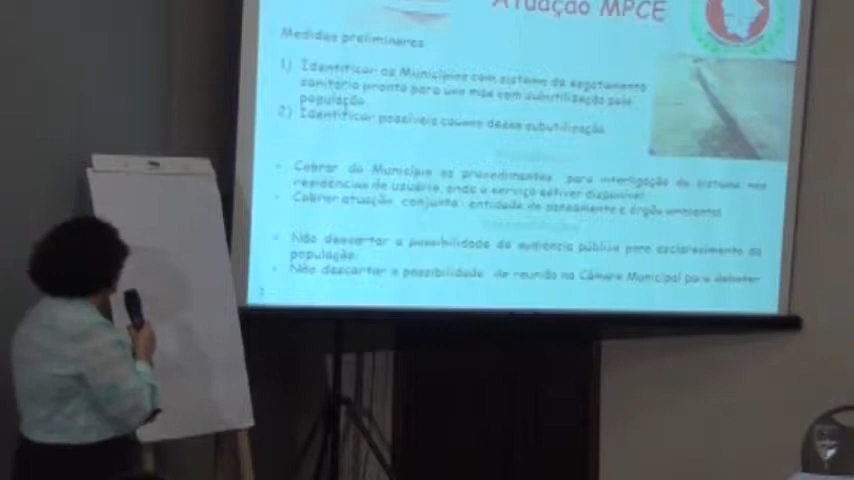 Atuação MPCE
Medidas preliminares
1) Identificar os Municípios com sistema de esgotamento
sanitário pronto para uso mas com subutilização pela
população
2) Identificar possíveis causas dessa subutilização
- Cobrar do Município os procedimentos para interligação do sistema nas
residências do usuário, onde o serviço estiver disponível
- Cobrar atuação conjunta: entidade de saneamento e órgão ambiental
- Não descartar a possibilidade de audiência pública para esclarecimento da
população;
- Não descartar a possibilidade de reunião na Câmara Municipal para debater